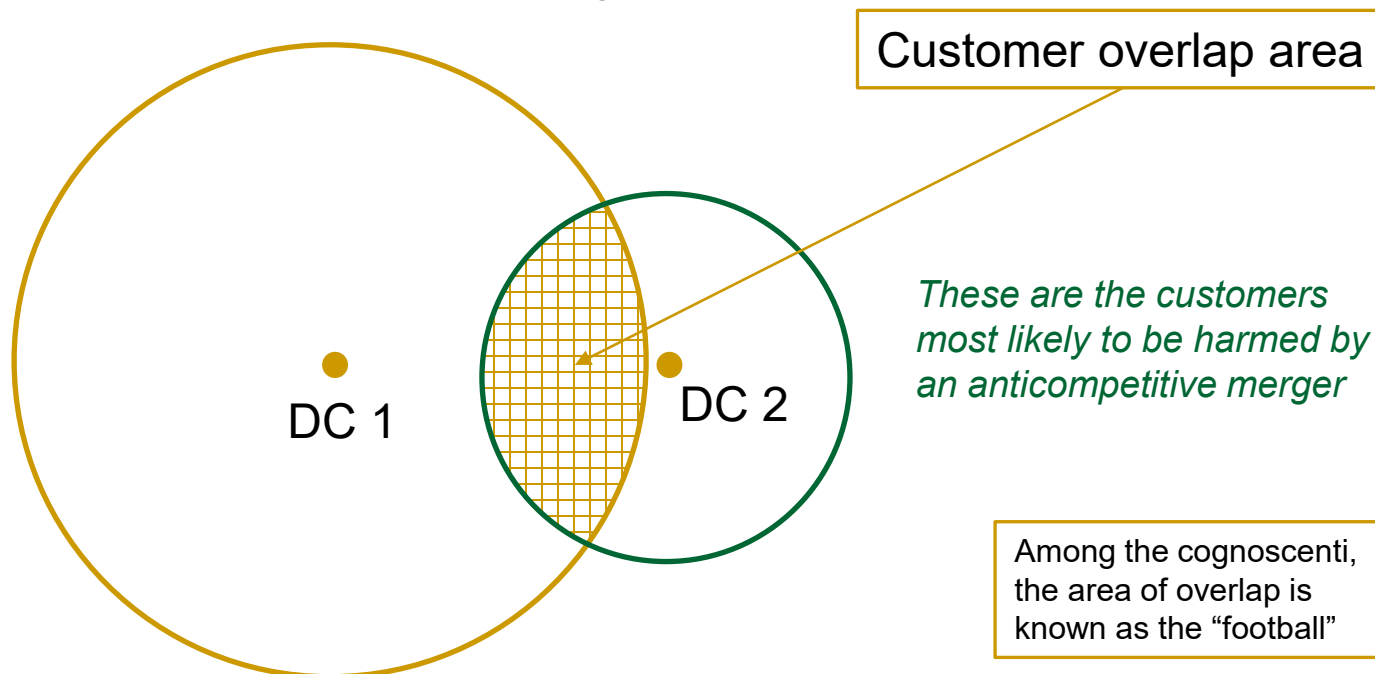 Customer overlap area
These are the customers
most likely to be harmed by
an anticompetitive merger
DC 1
DC 2
Among the cognoscenti,
the area of overlap is
known as the “football”